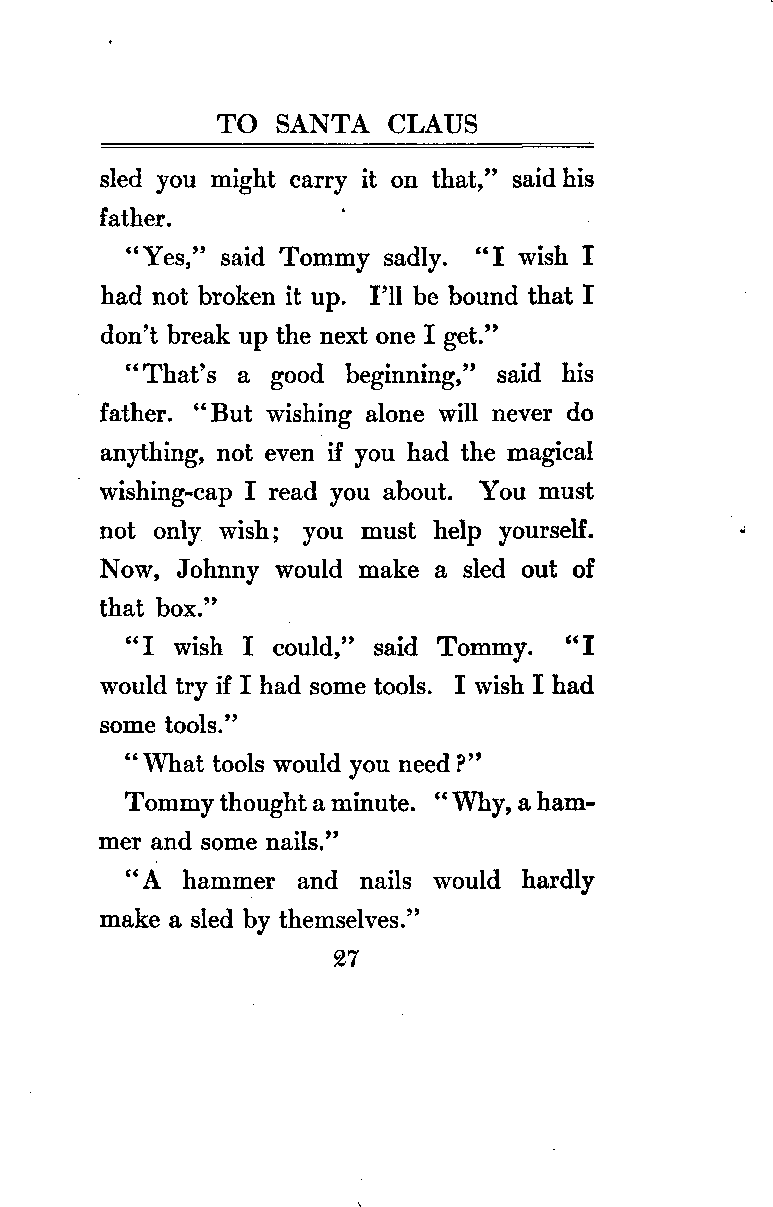 TO SANTA CLAUS
sled you might carry it on that,” said his
father.
“Yes,” said Tommy sadly. “I wish I
had not broken it up. I’ll be bound that I
don’t break up the next one I get.”
“That’s a good beginning,” said his
father. “But wishing alone will never do
anything, not even if you had the magical
wishing-cap I read you about. You must
not only wish; you must help yourself.
Now, Johnny would make a sled out of
that box.”
“I wish I could,” said Tommy. “I
would try if I had some tools. I wish I had
some tools.”
“What tools would you need?”
Tommy thought a minute. “Why, a ham-
mer and some nails.”
“A hammer and nails would hardly
make a sled by themselves.”
27